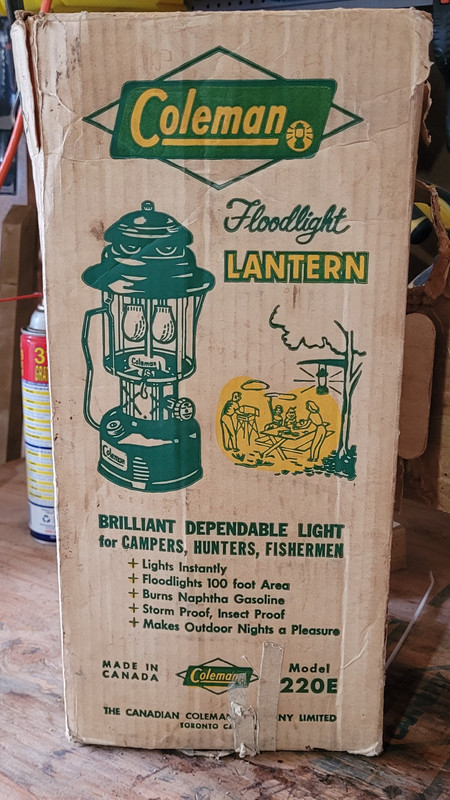 Coleman
Floodlight
LANTERN
Coleman
Coleman
BRILLIANT DEPENDABLE LIGHT
for CAMPERS, HUNTERS, FISHERMEN
+ Lights Instantly
+ Floodlights 100 foot Area
+ Burns Naphtha Gasoline
+ Storm Proof, Insect Proof
+ Makes Outdoor Nights a Pleasure
MADE IN
CANADA
Coleman
Model
220E
THE CANADIAN COLEMAN NY LIMITED
TORONTO